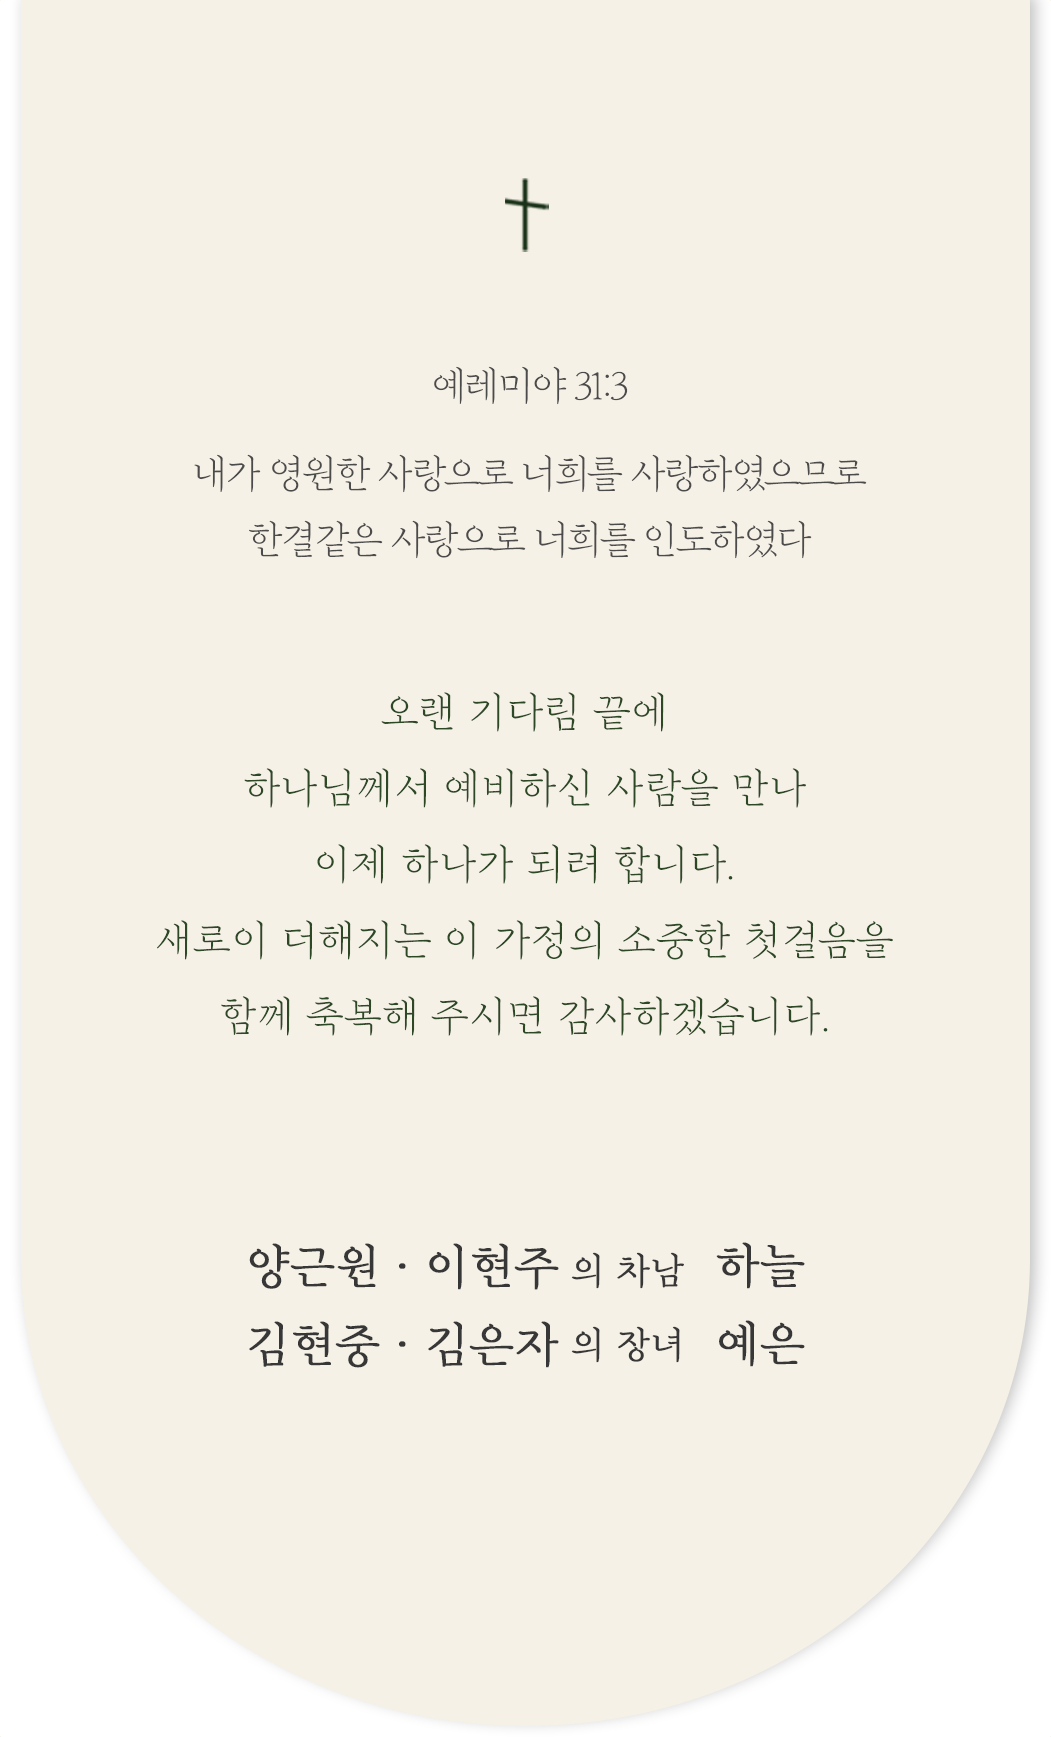 예레미야 31:3
내가 영원한 사랑으로 너희를 사랑하였으므로
한결같은 사랑으로 너희를 인도하였다
오랜 기다림 끝에
하나님께서 예비하신 사람을 만나
이제 하나가 되려 합니다.
새로이 더해지는 이 가정의 소중한 첫걸음을
함께 축복해 주시면 감사하겠습니다.
양근원 · 이현주 의 차남 하늘
김현중 · 김은자 의 장녀 예은